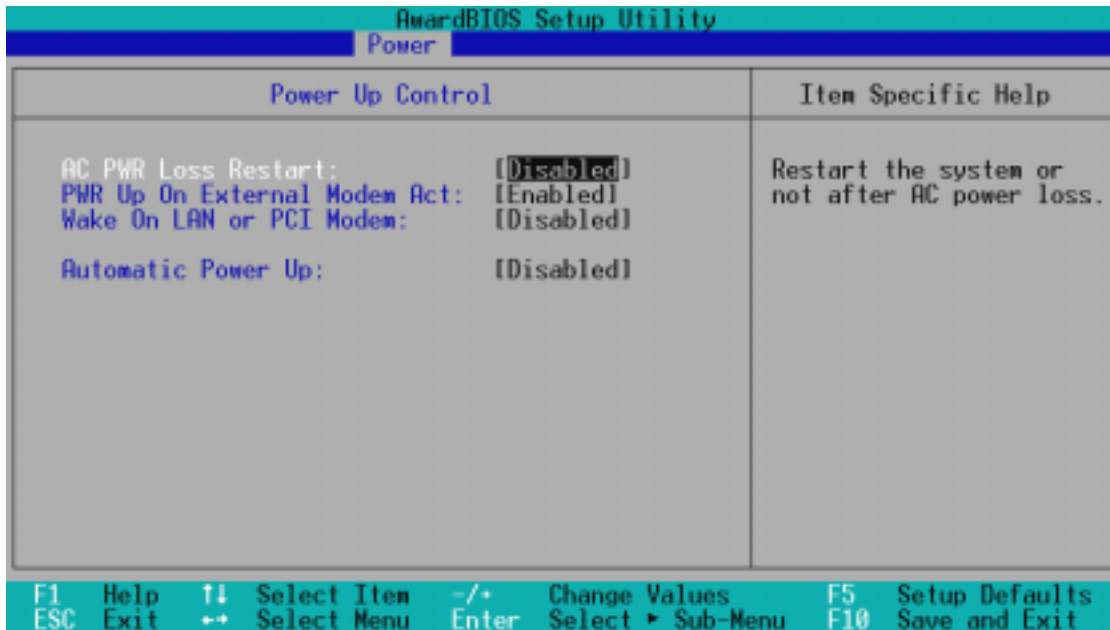 AwardBIOS Setup Utility
Power
Power Up Control
Item Specific Help
AC PWR Loss Restart: [Disabled]
PWR Up On External Modem Act: [Enabled]
Wake On LAN or PCI Modem: [Disabled]
Automatic Power Up: [Disabled]
Restart the system or
not after AC power loss.
F1 Help ↑↓ Select Item -/+ Change Values F5 Setup Defaults
ESC Exit ←→ Select Menu Enter Select ► Sub-Menu F10 Save and Exit